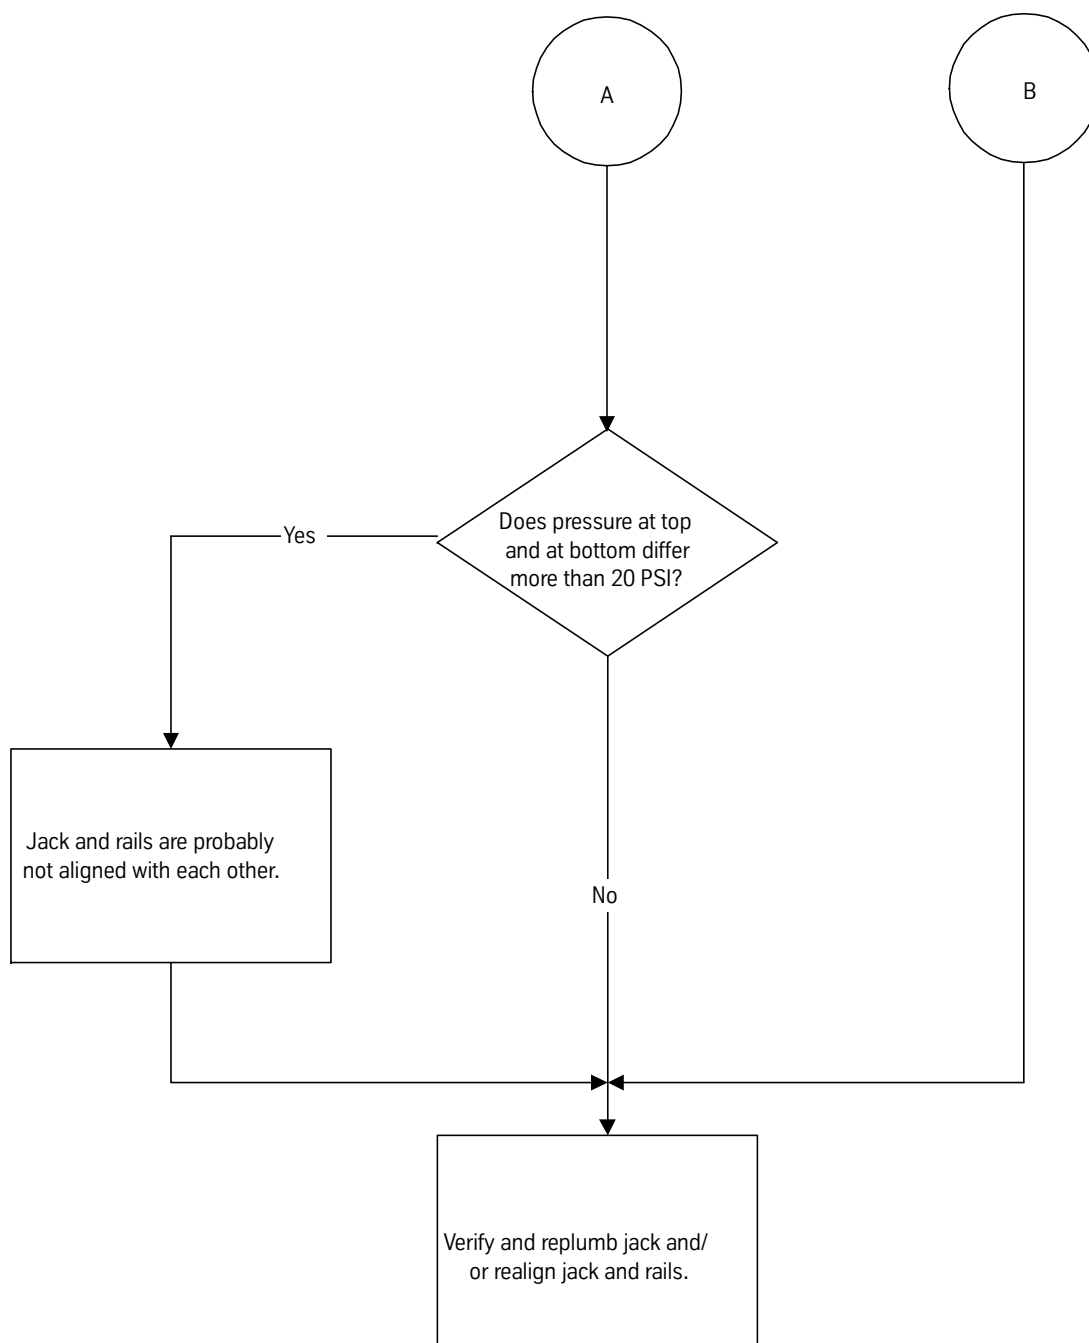 A
B
Does pressure at top
and at bottom differ
more than 20 PSI?
Yes
Jack and rails are probably
not aligned with each other.
No
Verify and replumb jack and/
or realign jack and rails.